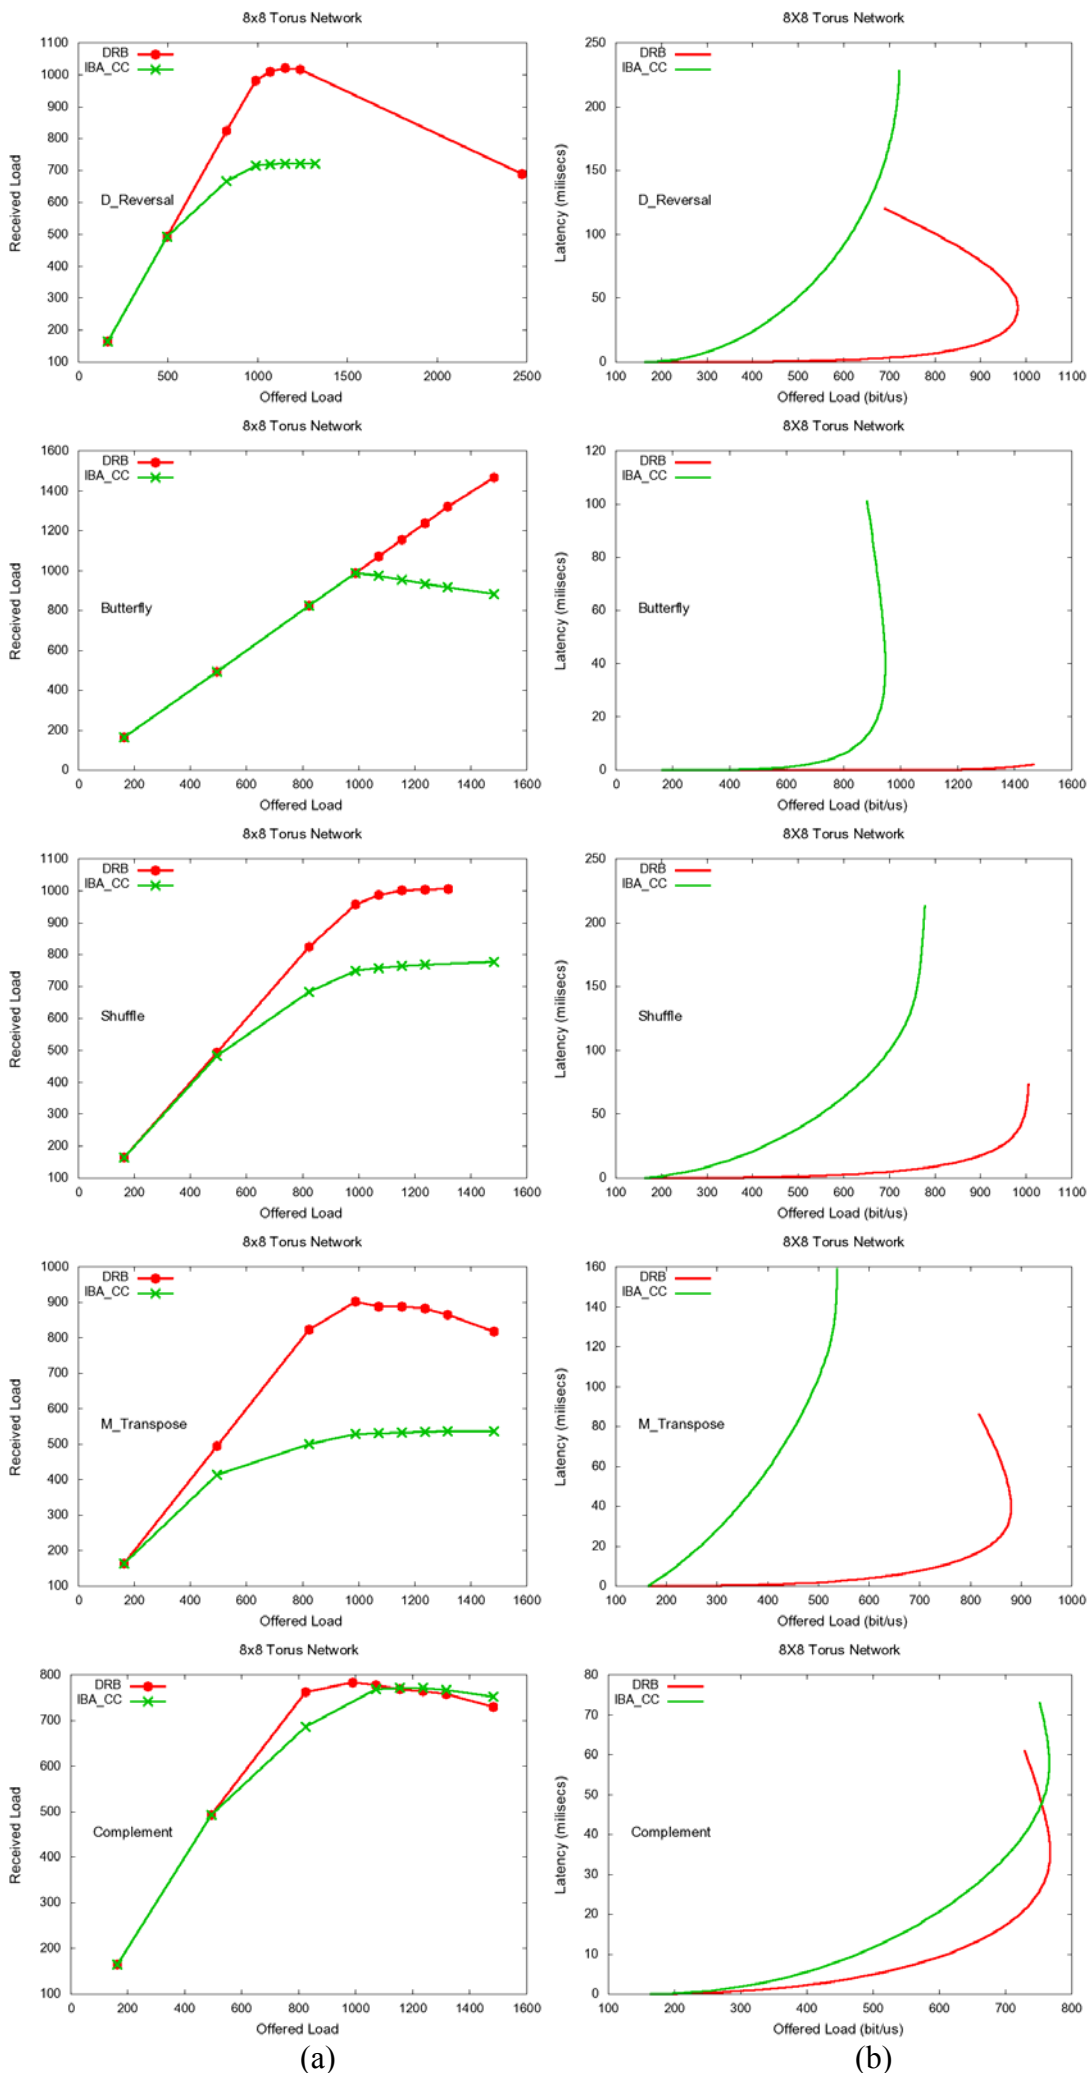 8x8 Torus Network
Received Load
1100
1000
900
800
700
600
500
400
300
200
100
DRB
IBA_CC
D_Reversal
0 500 1000 1500 2000 2500
Offered Load
8X8 Torus Network
Latency (milisecs)
250
200
150
100
50
0
DRB
IBA_CC
D_Reversal
100 200 300 400 500 600 700 800 900 1000 1100
Offered Load (bit/us)
8x8 Torus Network
Received Load
1600
1400
1200
1000
800
600
400
200
0
DRB
IBA_CC
Butterfly
0 200 400 600 800 1000 1200 1400 1600
Offered Load
8X8 Torus Network
Latency (milisecs)
120
100
80
60
40
20
0
DRB
IBA_CC
Butterfly
0 200 400 600 800 1000 1200 1400 1600
Offered Load (bit/us)
8x8 Torus Network
Received Load
1100
1000
900
800
700
600
500
400
300
200
100
DRB
IBA_CC
Shuffle
0 200 400 600 800 1000 1200 1400 1600
Offered Load
8X8 Torus Network
Latency (milisecs)
250
200
150
100
50
0
DRB
IBA_CC
Shuffle
100 200 300 400 500 600 700 800 900 1000 1100
Offered Load (bit/us)
8x8 Torus Network
Received Load
1000
900
800
700
600
500
400
300
200
100
DRB
IBA_CC
M_Transpose
0 200 400 600 800 1000 1200 1400 1600
Offered Load
8X8 Torus Network
Latency (milisecs)
160
140
120
100
80
60
40
20
0
DRB
IBA_CC
M_Transpose
100 200 300 400 500 600 700 800 900 1000
Offered Load (bit/us)
8x8 Torus Network
Received Load
800
700
600
500
400
300
200
100
DRB
IBA_CC
Complement
0 200 400 600 800 1000 1200 1400 1600
Offered Load
8X8 Torus Network
Latency (milisecs)
80
70
60
50
40
30
20
10
0
DRB
IBA_CC
Complement
100 200 300 400 500 600 700 800
Offered Load (bit/us)
(a) (b)